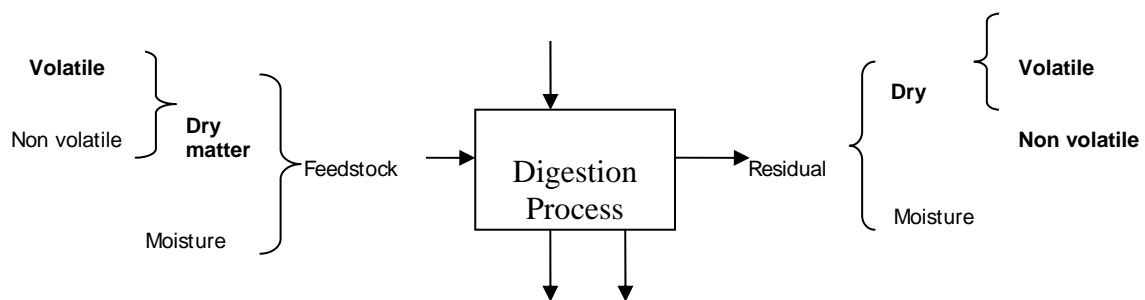 Volatile
Non volatile
Dry
matter
Moisture
Feedstock
Digestion
Process
Residual
Dry
Moisture
Volatile
Non volatile